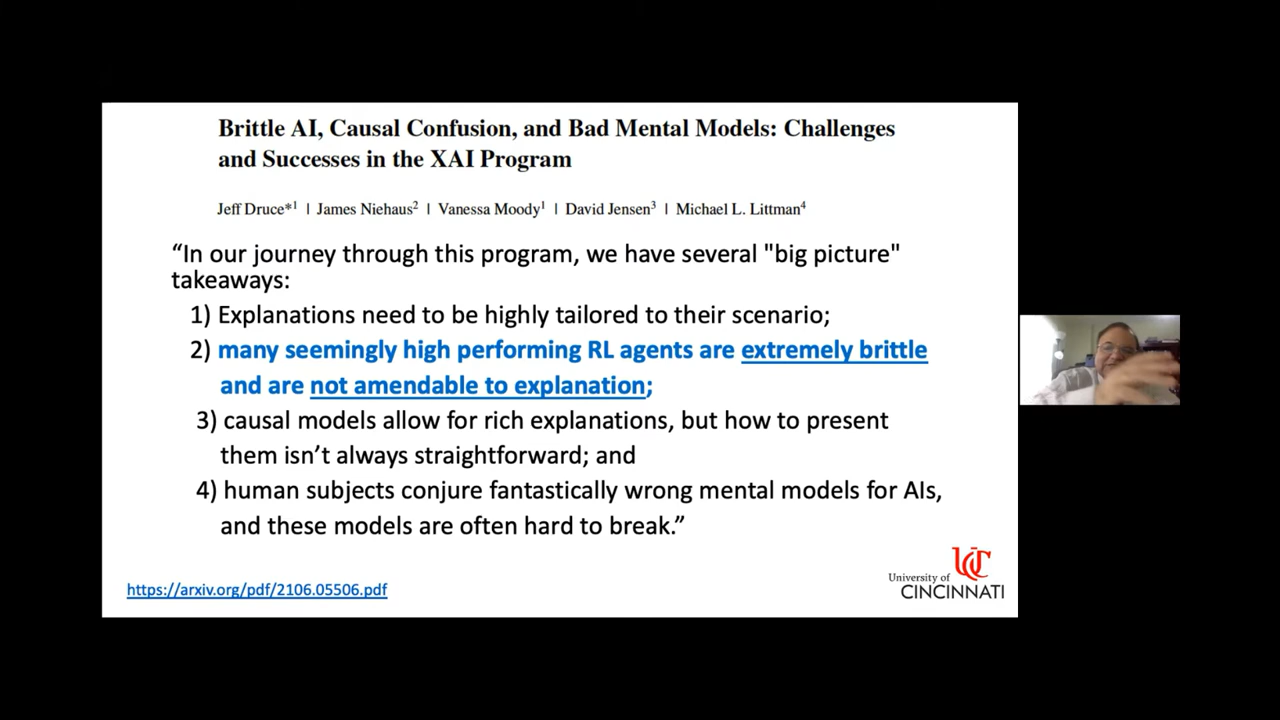 Brittle AI, Causal Confusion, and Bad Mental Models: Challenges
and Successes in the XAI Program
Jeff Druce*1 | James Niehaus2 | Vanessa Moody1 | David Jensen3 | Michael L. Littman4
“In our journey through this program, we have several "big picture"
takeaways:
1) Explanations need to be highly tailored to their scenario;
2) many seemingly high performing RL agents are extremely brittle
and are not amendable to explanation;
3) causal models allow for rich explanations, but how to present
them isn’t always straightforward; and
4) human subjects conjure fantastically wrong mental models for AIs,
and these models are often hard to break.”
https://arxiv.org/pdf/2106.05506.pdf
UC
University of
CINCINNATI